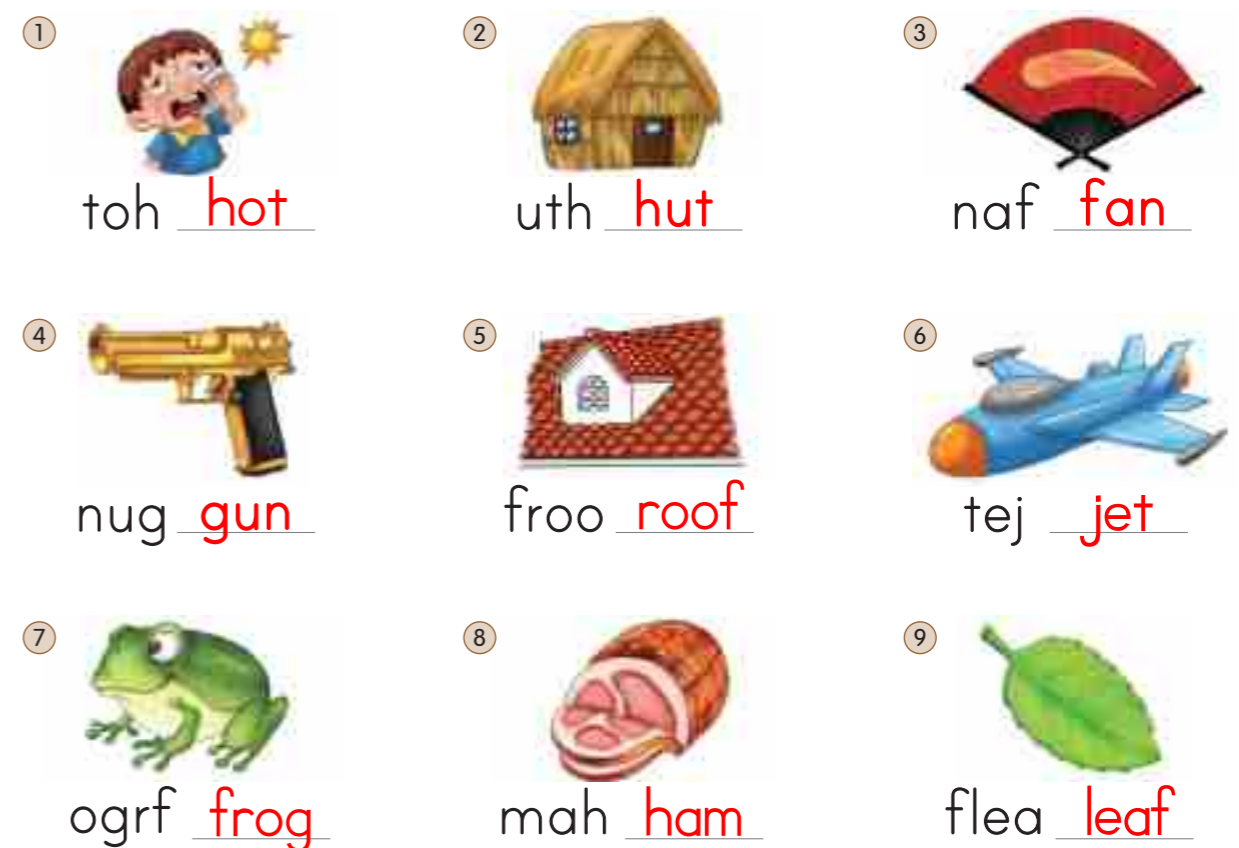 1 2 3
toh hot uth hut naf fan
4 5 6
nug gun froo roof tej jet
7 8 9
ogrf frog mah ham flea leaf